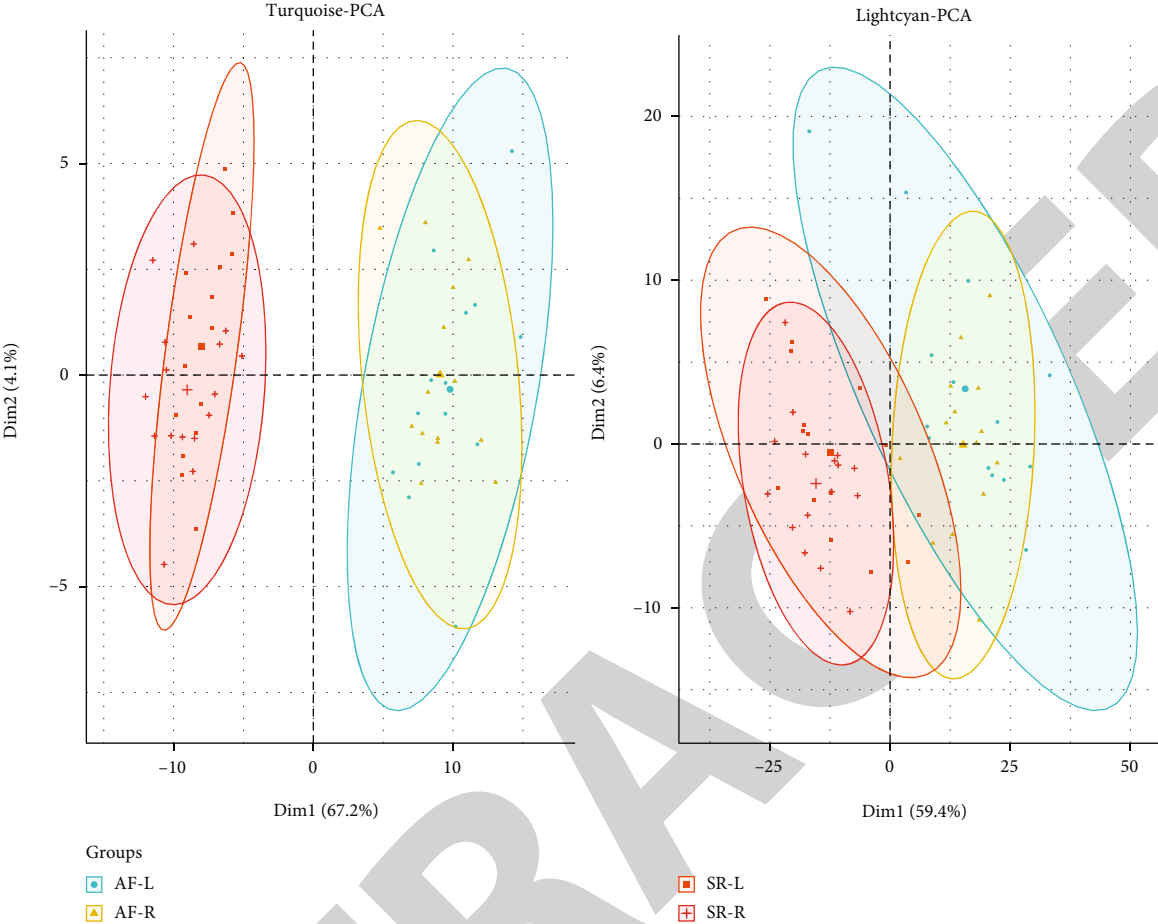 Turquoise-PCA
5
0
−5
Dim2 (4.1%)
−10
0
10
Dim1 (67.2%)
Lightcyan-PCA
20
10
0
−10
Dim2 (6.4%)
−25
0
25
50
Dim1 (59.4%)
Groups
AF-L
AF-R
SR-L
SR-R